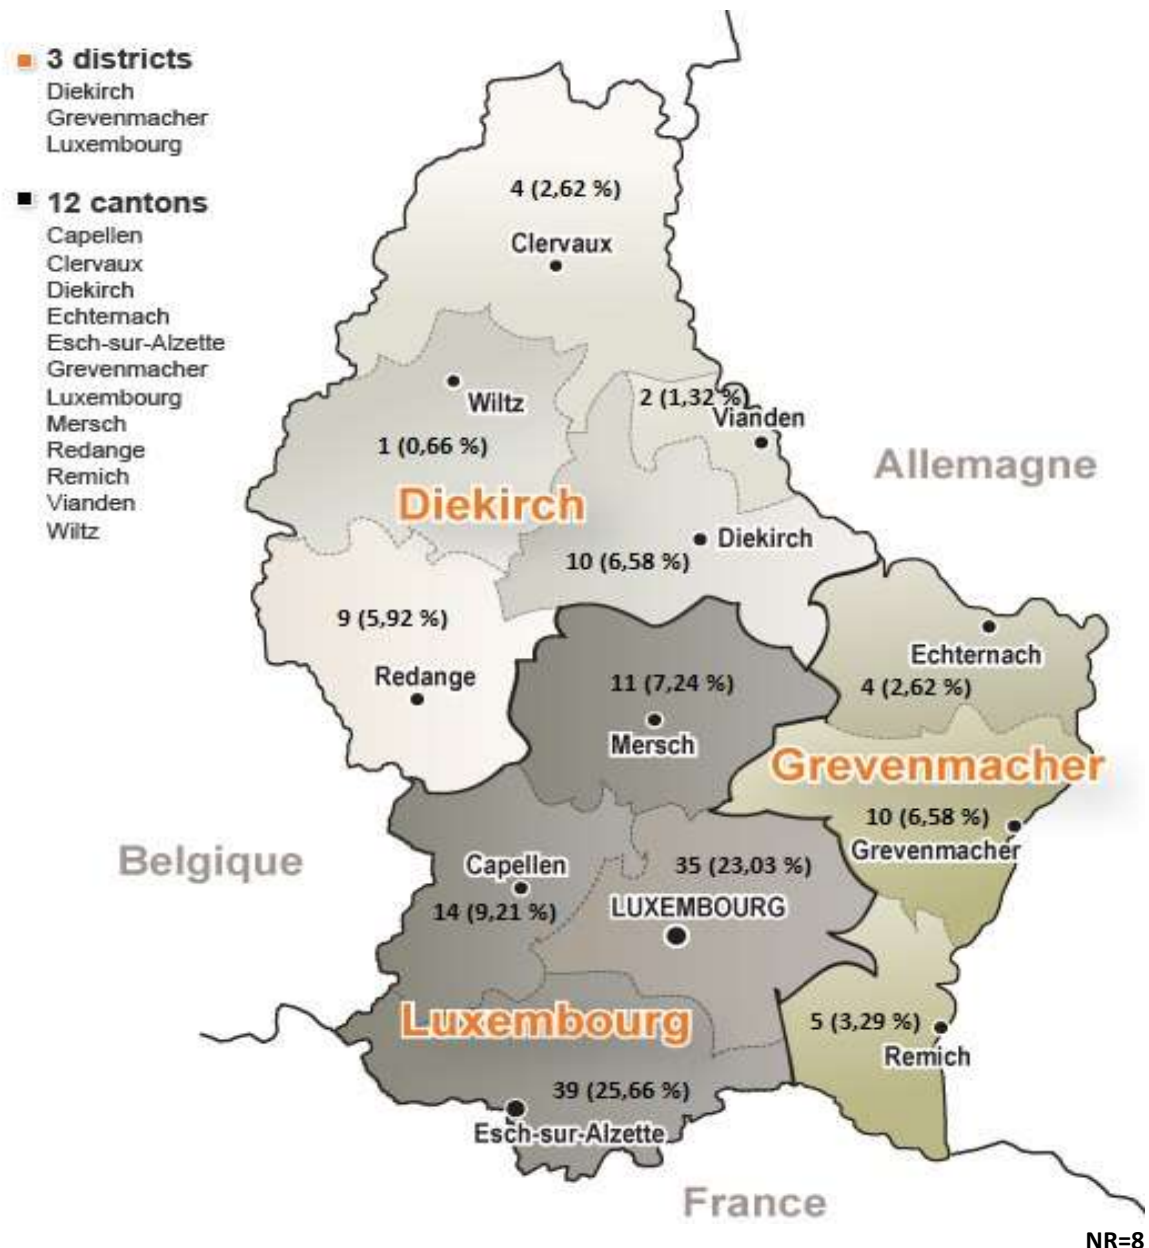 3 districts
Diekirch
Grevenmacher
Luxembourg
12 cantons
Capellen
Clervaux
Diekirch
Echternach
Esch-sur-Alzette
Grevenmacher
Luxembourg
Mersch
Redange
Remich
Vianden
Wiltz
4 (2,62 %)
Clervaux
Wiltz
1 (0,66 %)
2 (1,32 %)
Vianden
Allemagne
Diekirch
Diekirch
10 (6,58 %)
9 (5,92 %)
Redange
11 (7,24 %)
Mersch
Echternach
4 (2,62 %)
Grevenmacher
10 (6,58 %)
Grevenmacher
Belgique
Capellen
14 (9,21 %)
35 (23,03 %)
LUXEMBOURG
Luxembourg
5 (3,29 %)
Remich
39 (25,66 %)
Esch-sur-Alzette
France
NR=8